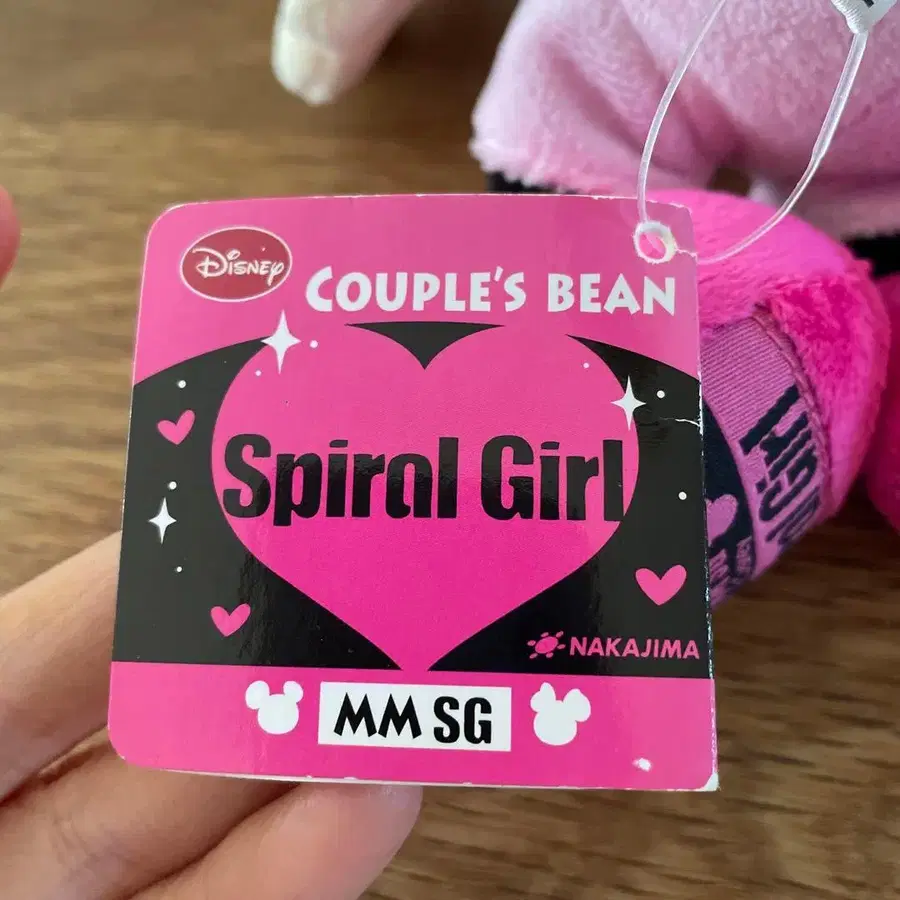 Disney
COUPLE'S BEAN
Spiral Girl
NAKAJIMA
MM SG